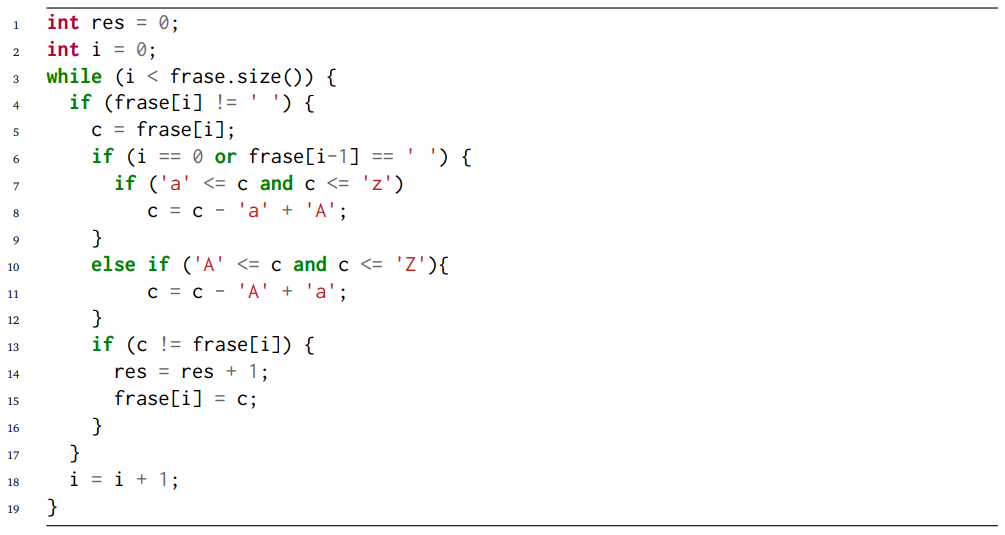 1 int res = 0;
2 int i = 0;
3 while (i < frase.size()) {
4   if (frase[i] != ' ') {
5     c = frase[i];
6     if (i == 0 or frase[i-1] == ' ') {
7       if ('a' <= c and c <= 'z')
8          c = c - 'a' + 'A';
9     }
10     else if ('A' <= c and c <= 'Z'){
11          c = c - 'A' + 'a';
12     }
13     if (c != frase[i]) {
14       res = res + 1;
15       frase[i] = c;
16     }
17   }
18   i = i + 1;
19 }